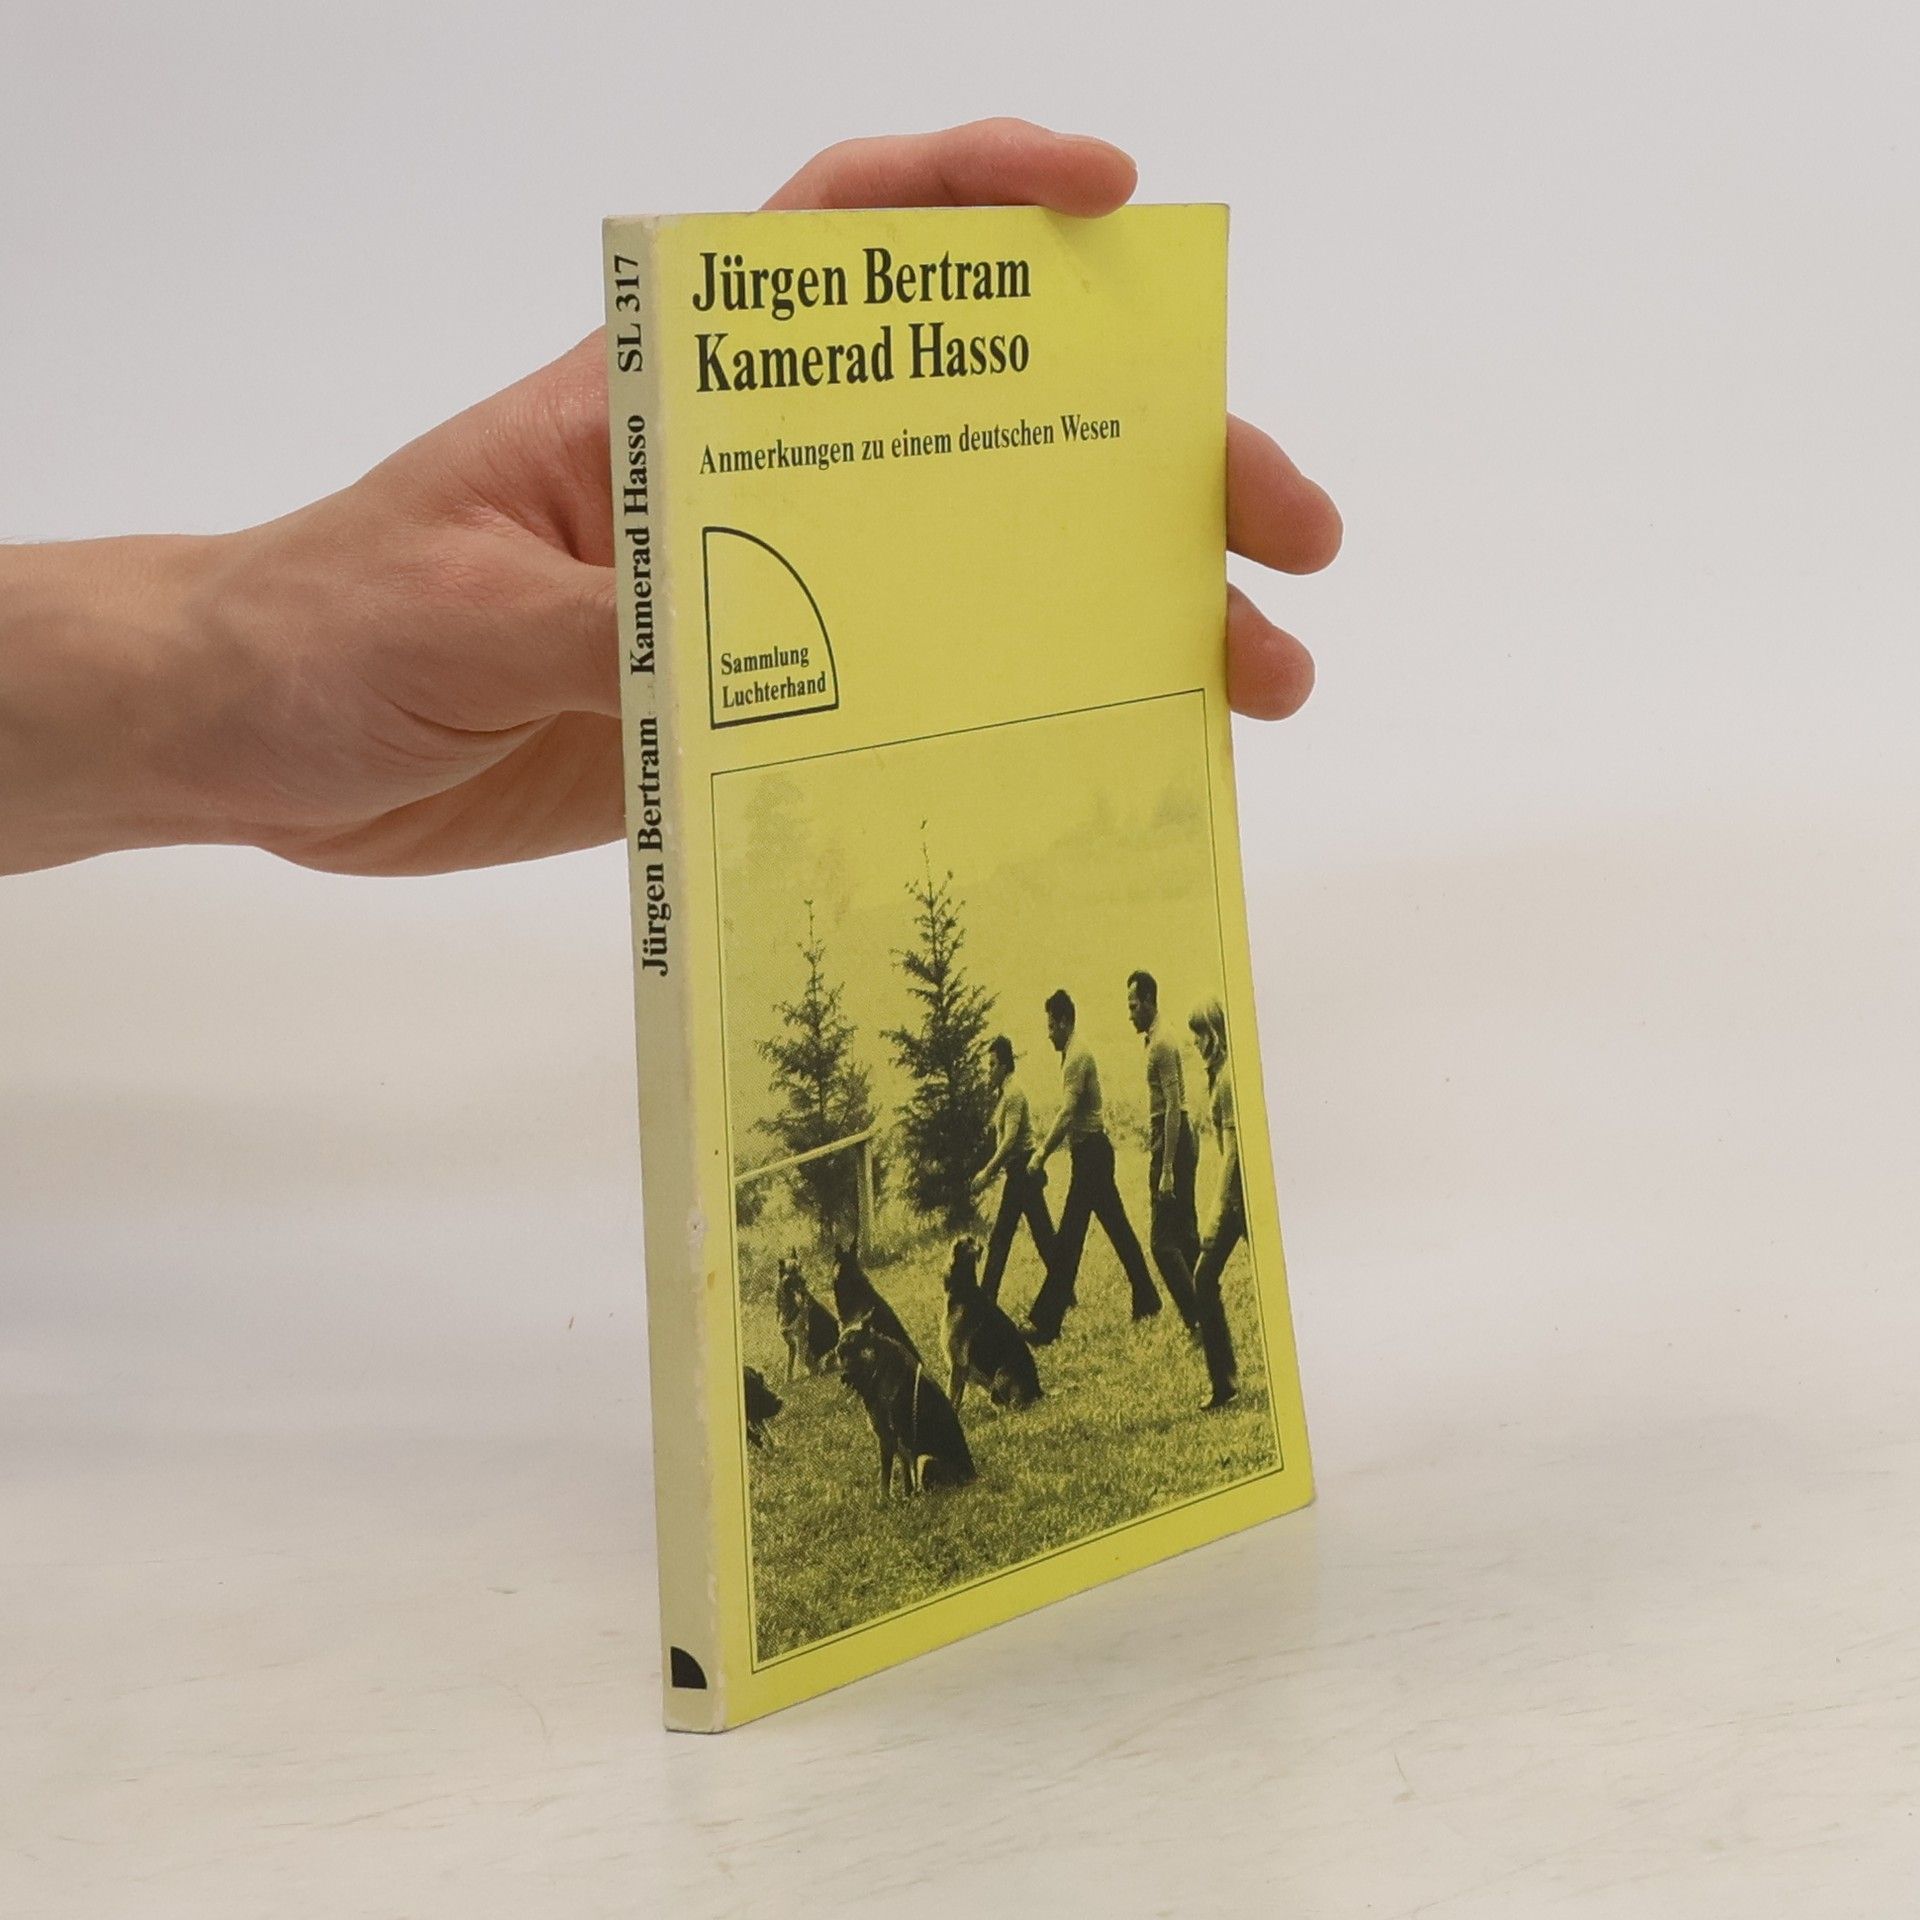 Jürgen Bertram
Kamerad Hasso
Anmerkungen zu einem deutschen Wesen
Sammlung
Luchterhand
Jürgen Bertram Kamerad Hasso SL 317